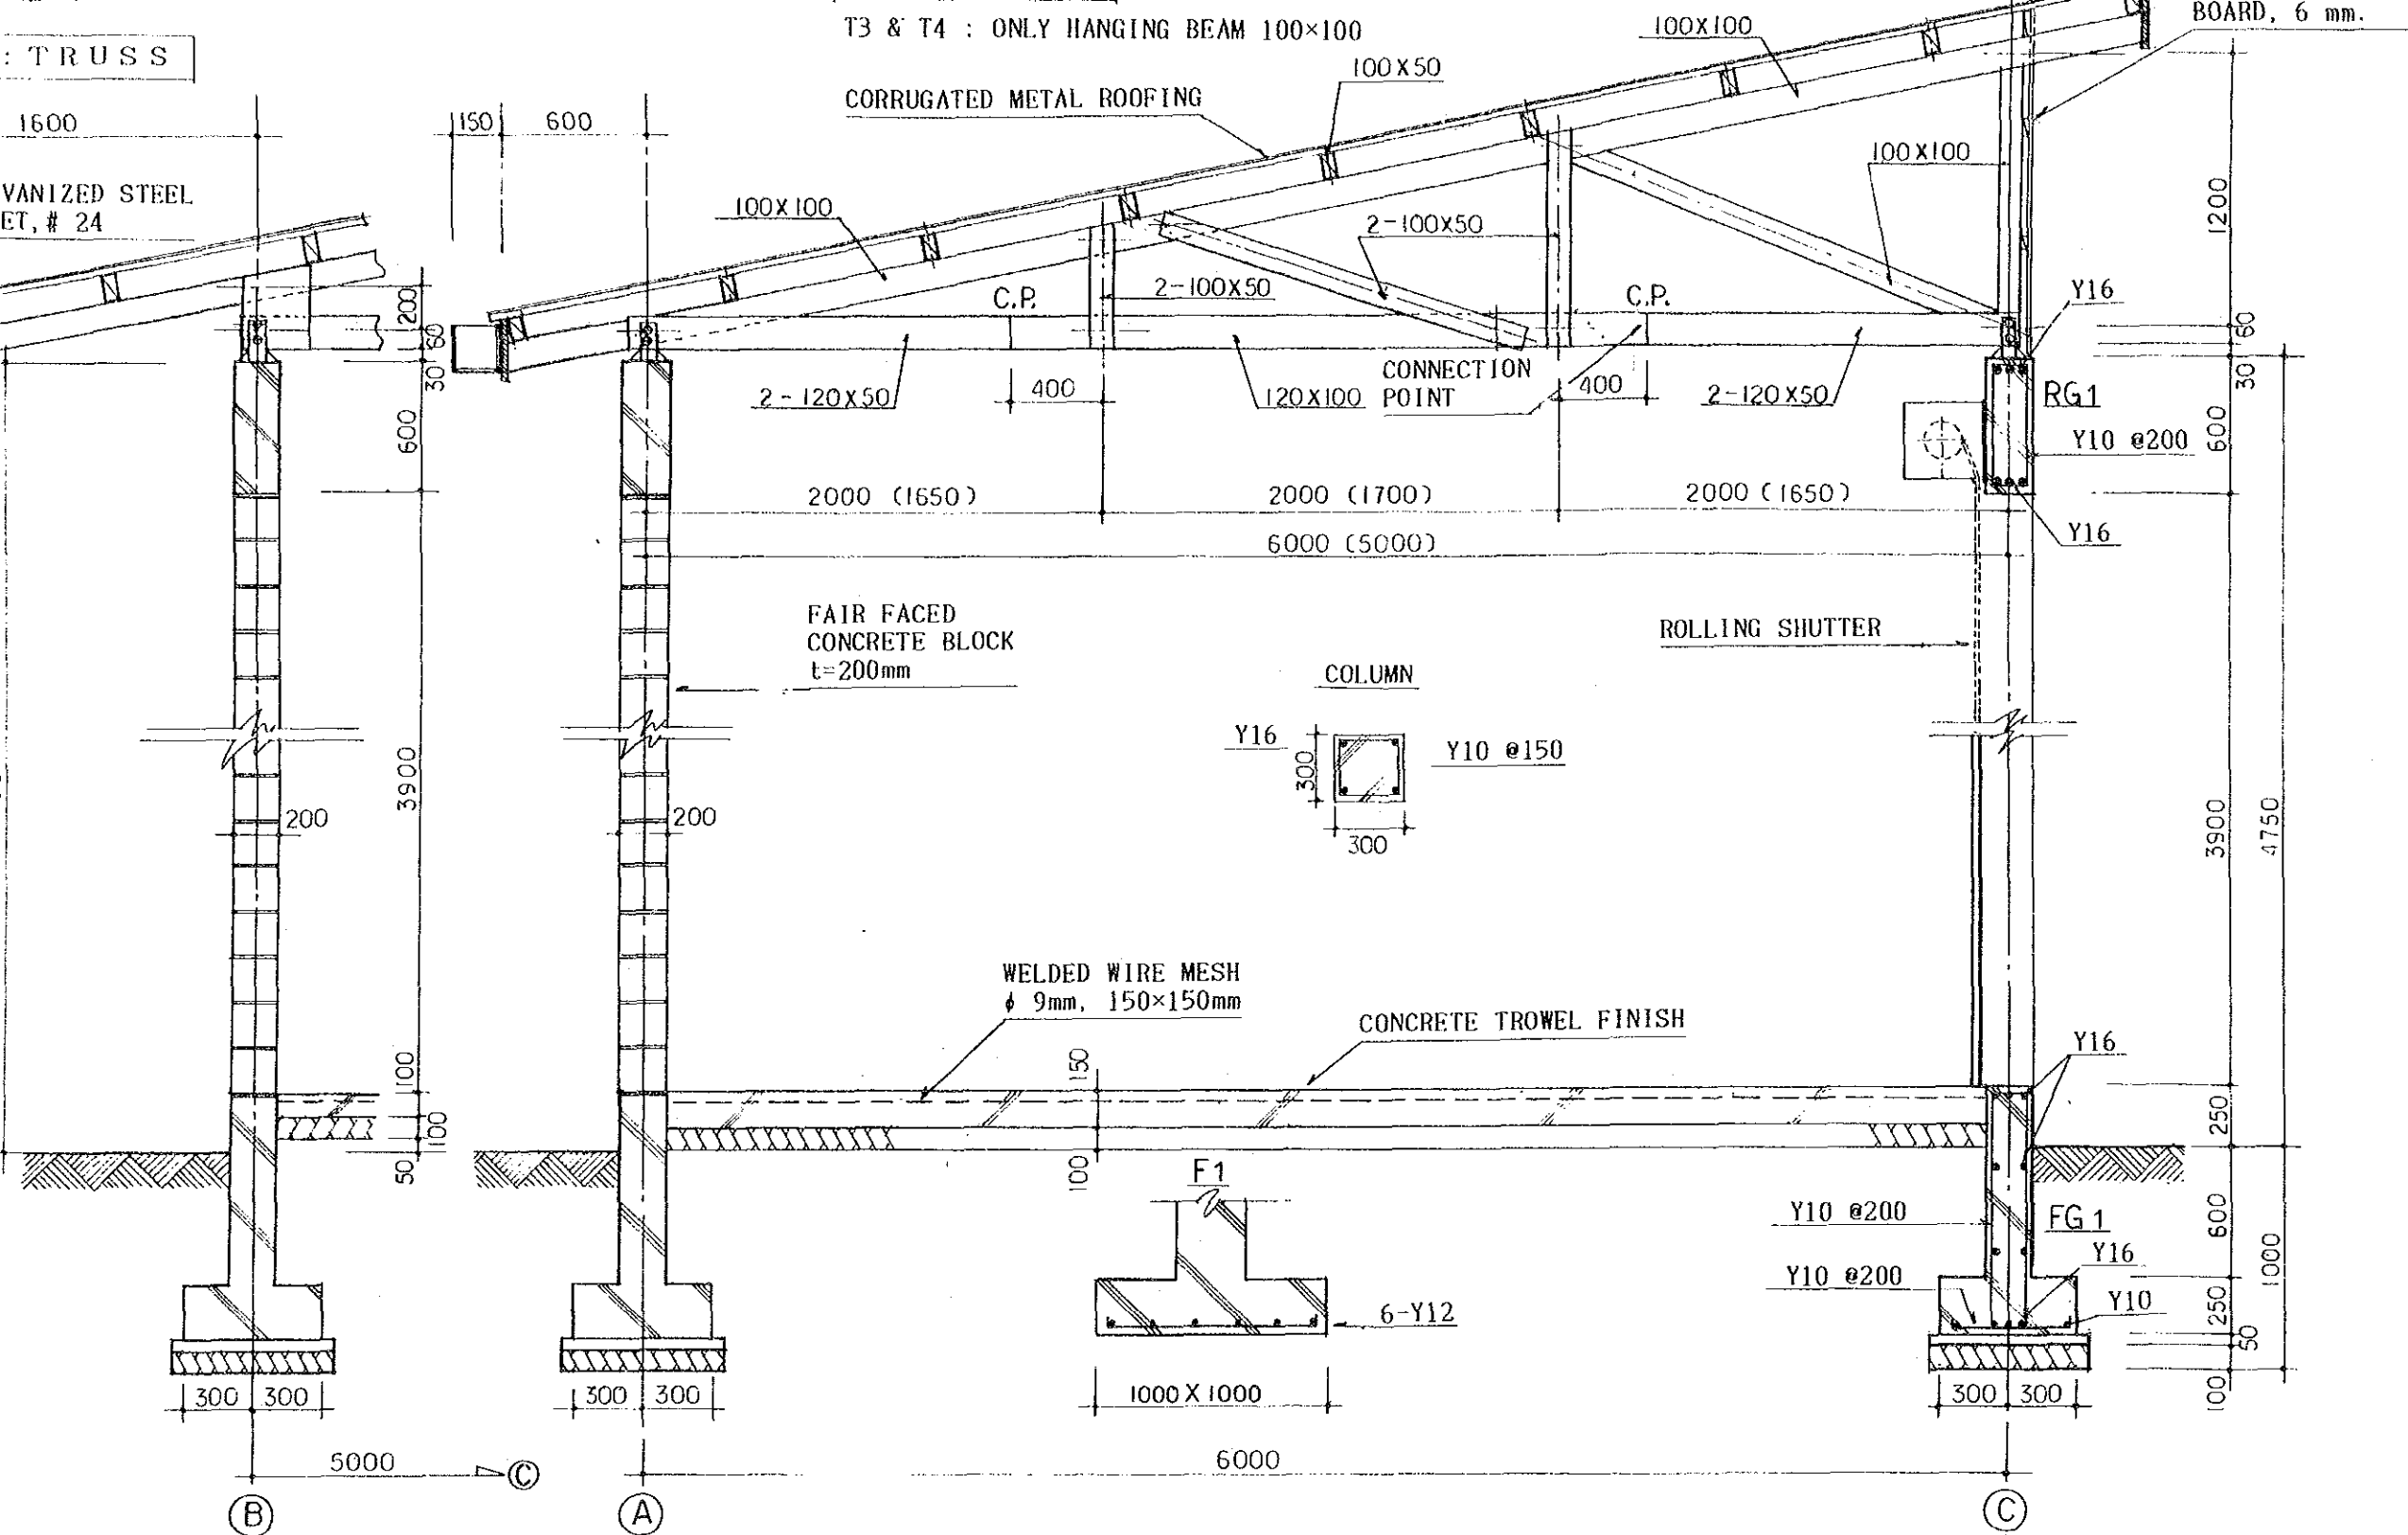 T3 & T4 : ONLY HANGING BEAM 100×100
BOARD, 6 mm.
: TRUSS
100X100
100X50
CORRUGATED METAL ROOFING
1600
150
600
VANIZED STEEL
ET, # 24
100X100
100X100
2-100X50
1200
200
60
30
C.P.
2-100X50
C.P.
Y16
60
30
CONNECTION
POINT
400
400
2-120X50
120X100
2-120X50
RG1
600
Y10 @200
600
2000 (1650)
2000 (1700)
2000 (1650)
6000 (5000)
Y16
FAIR FACED
CONCRETE BLOCK
t=200mm
ROLLING SHUTTER
COLUMN
Y16
300
Y10 @150
300
3900
200
200
3900
4750
WELDED WIRE MESH
φ 9mm, 150×150mm
CONCRETE TROWEL FINISH
Y16
100
150
250
100
50
100
F1
Y10 @200
FG1
600
1000
Y16
Y10 @200
Y10
250
6-Y12
50
100
300
300
300
300
1000X1000
300
300
5000
C
6000
B
A
C